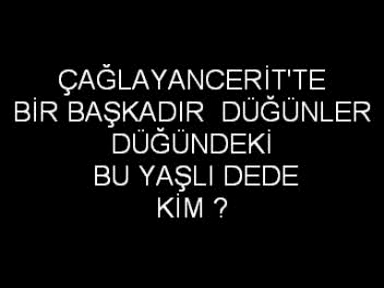 ÇAĞLAYANCERİT'TE
BİR BAŞKADIR DÜĞÜNLER
DÜĞÜNDEKİ
BU YAŞLI DEDE
KİM ?